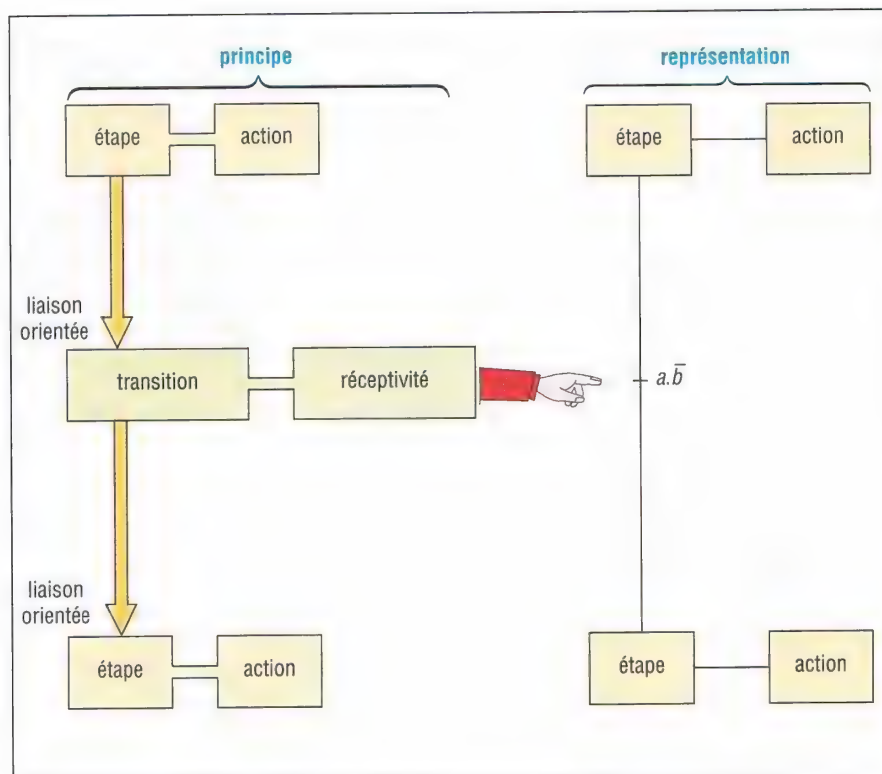 principe
représentation
étape
action
étape
action
liaison
orientée
transition
réceptivité
a.b̅
liaison
orientée
étape
action
étape
action